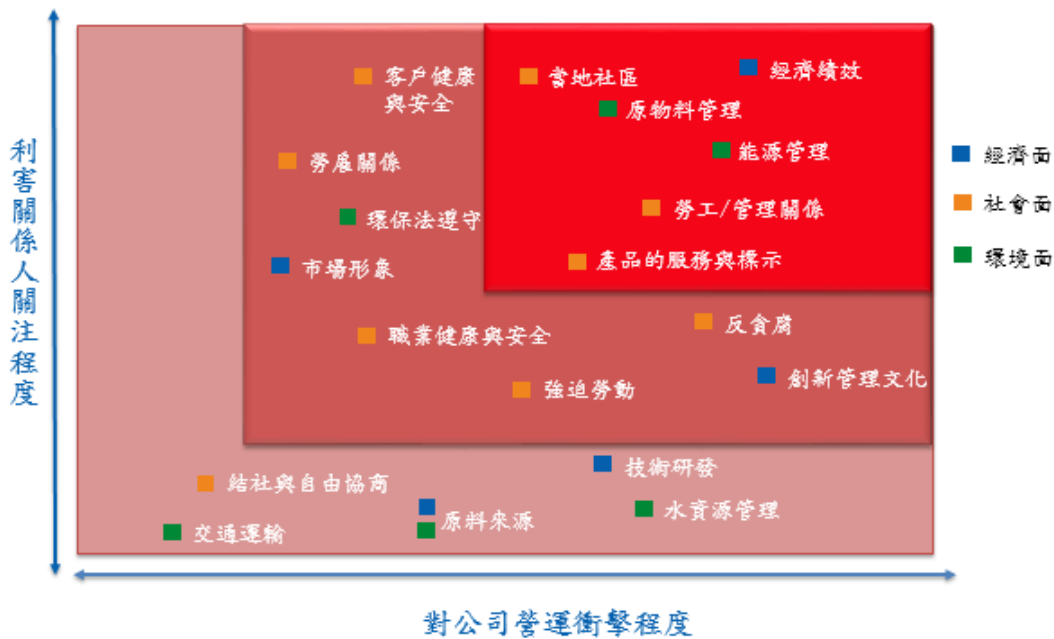 利害關係人關注程度
客戶健康
與安全
當地社區
經濟績效
原物料管理
能源管理
勞雇關係
環保法遵守
勞工/管理關係
市場形象
產品的服務與標示
職業健康與安全
反貪腐
強迫勞動
創新管理文化
技術研發
結社與自由協商
原料來源
水資源管理
交通運輸
經濟面
社會面
環境面
對公司營運衝擊程度